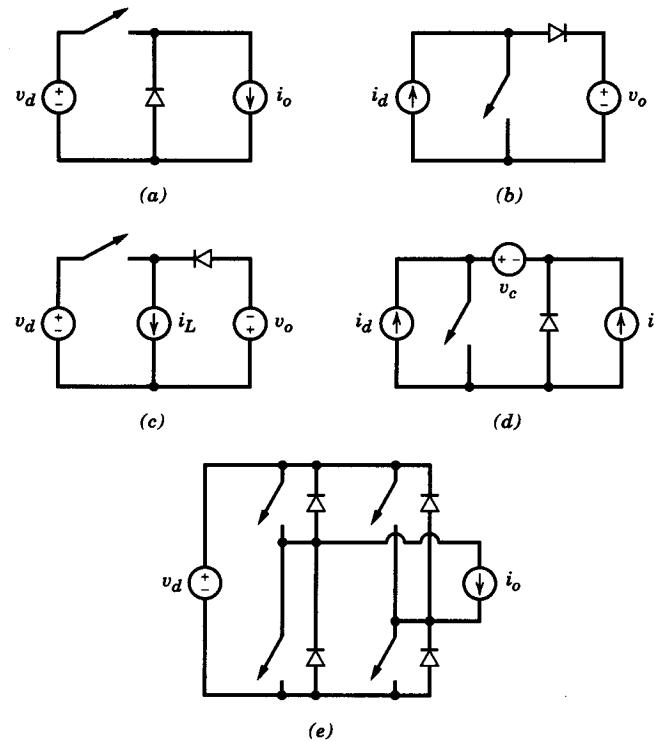 v_d i_o
(a)
i_d v_o
(b)
v_d i_L v_o
(c)
i_d v_c i
(d)
v_d i_o
(e)